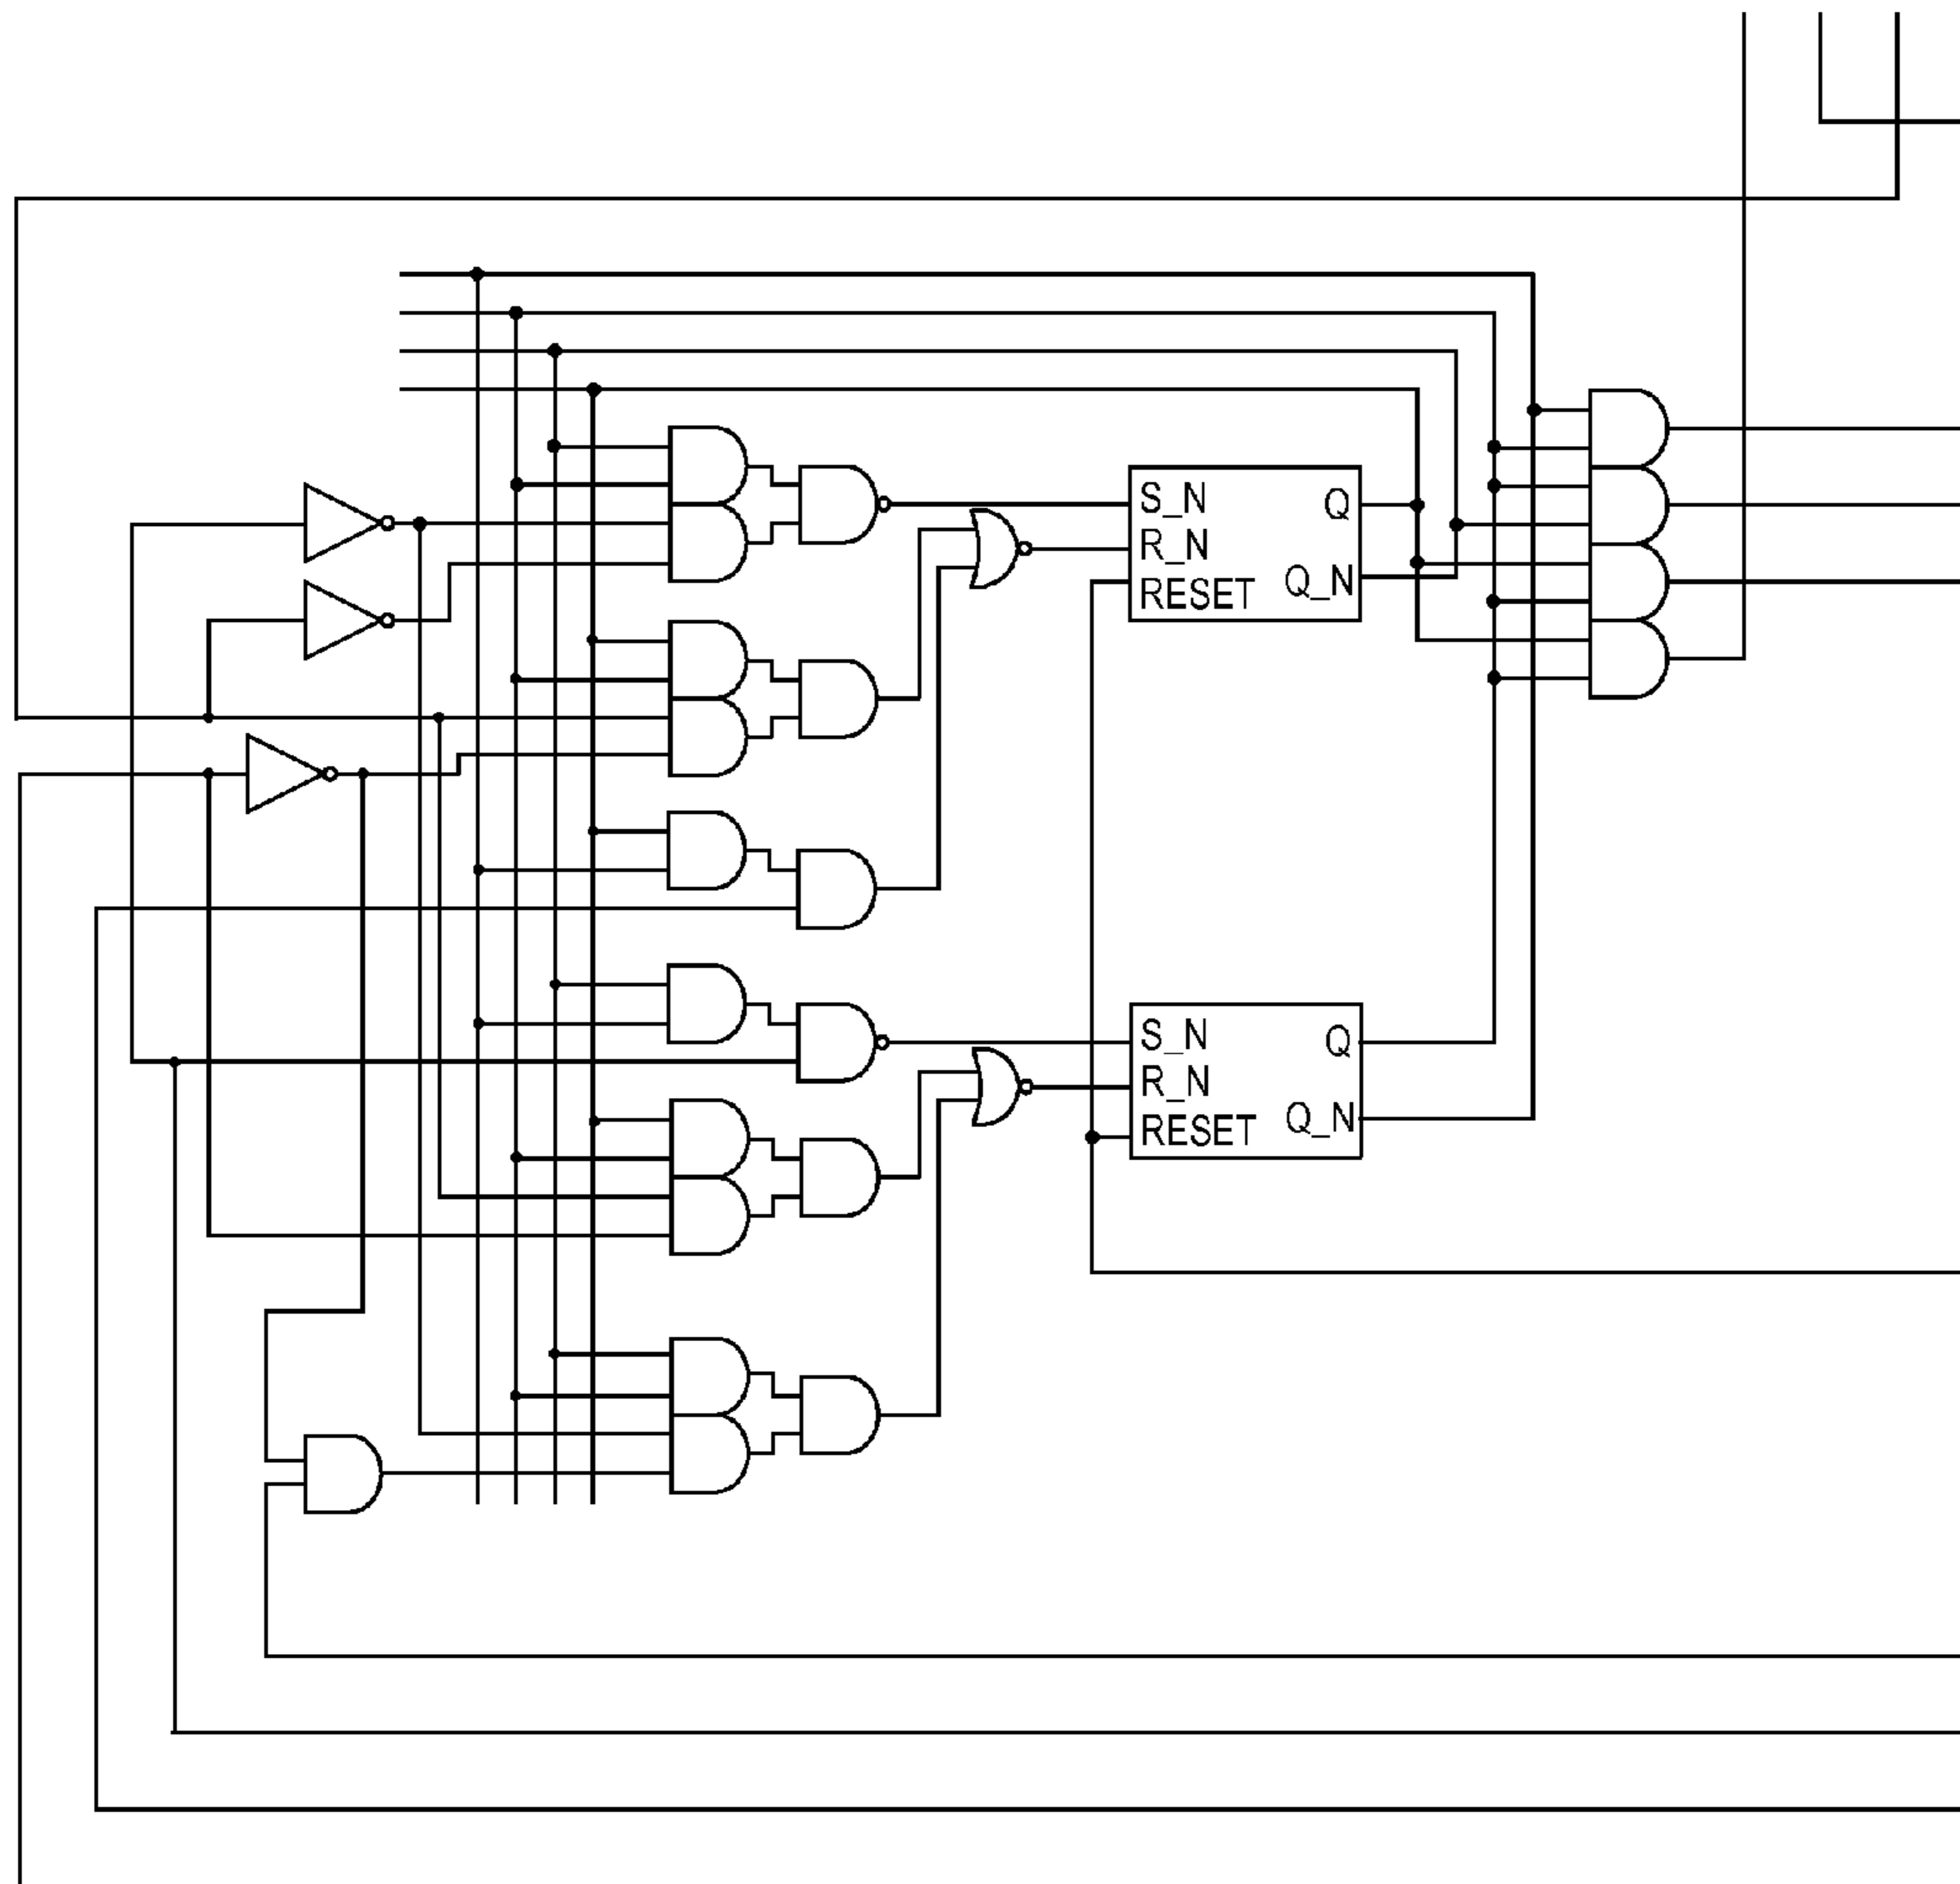 S_N
Q
R_N
RESET
Q_N
S_N
Q
R_N
RESET
Q_N